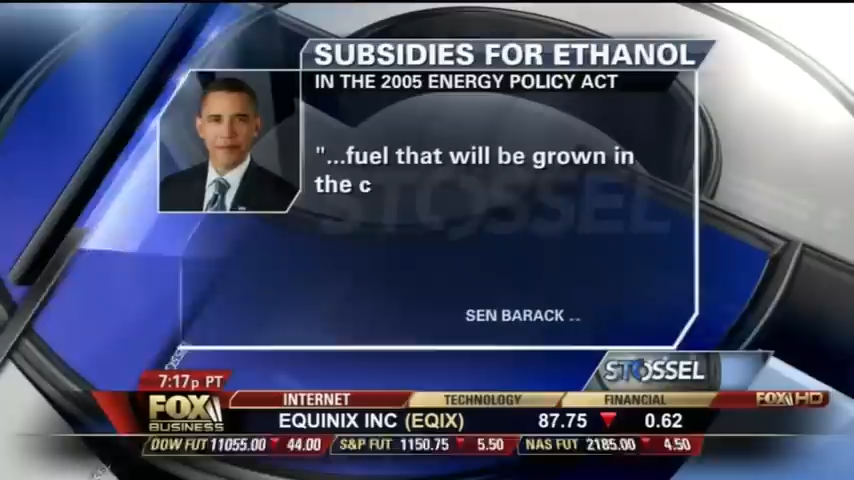 SUBSIDIES FOR ETHANOL
IN THE 2005 ENERGY POLICY ACT
"...fuel that will be grown in
the c
STOSSEL
SEN BARACK ..
STOSSEL
7:17p PT
INTERNET TECHNOLOGY FINANCIAL FOX HD
FOX
BUSINESS
EQUINIX INC (EQIX) 87.75 ▼ 0.62
DOW FUT 11055.00 ▼ 44.00 S&P FUT 1150.75 ▼ 5.50 NAS FUT 2185.00 ▼ 4.50